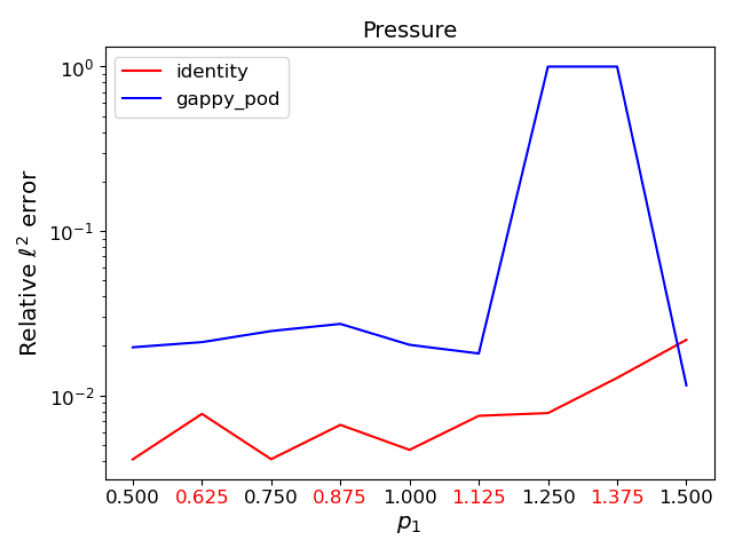 Pressure
identity
gappy_pod
Relative ℓ² error
10⁰
10⁻¹
10⁻²
0.500 0.625 0.750 0.875 1.000 1.125 1.250 1.375 1.500
p₁